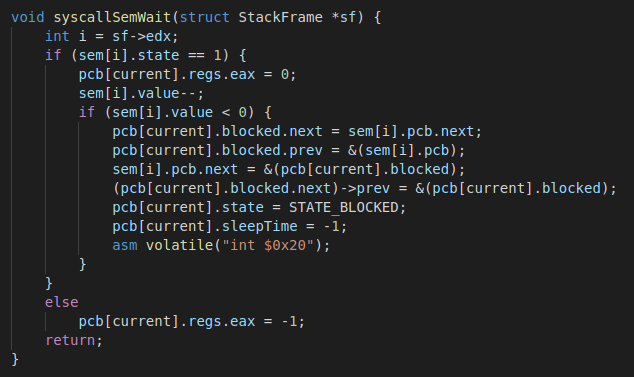 void syscallSemWait(struct StackFrame *sf) {
    int i = sf->edx;
    if (sem[i].state == 1) {
        pcb[current].regs.eax = 0;
        sem[i].value--;
        if (sem[i].value < 0) {
            pcb[current].blocked.next = sem[i].pcb.next;
            pcb[current].blocked.prev = &(sem[i].pcb);
            sem[i].pcb.next = &(pcb[current].blocked);
            (pcb[current].blocked.next)->prev = &(pcb[current].blocked);
            pcb[current].state = STATE_BLOCKED;
            pcb[current].sleepTime = -1;
            asm volatile("int $0x20");
        }
    }
    else
        pcb[current].regs.eax = -1;
    return;
}